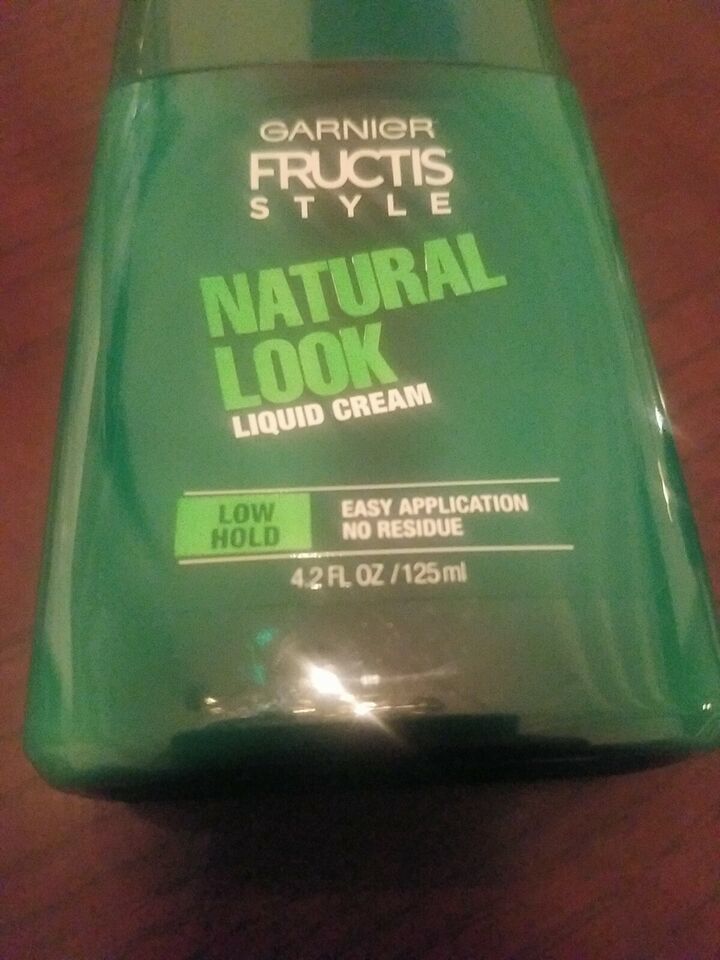 GARNIER
FRUCTIS
STYLE
NATURAL
LOOK
LIQUID CREAM
LOW
HOLD
EASY APPLICATION
NO RESIDUE
4.2 FL OZ / 125 ml